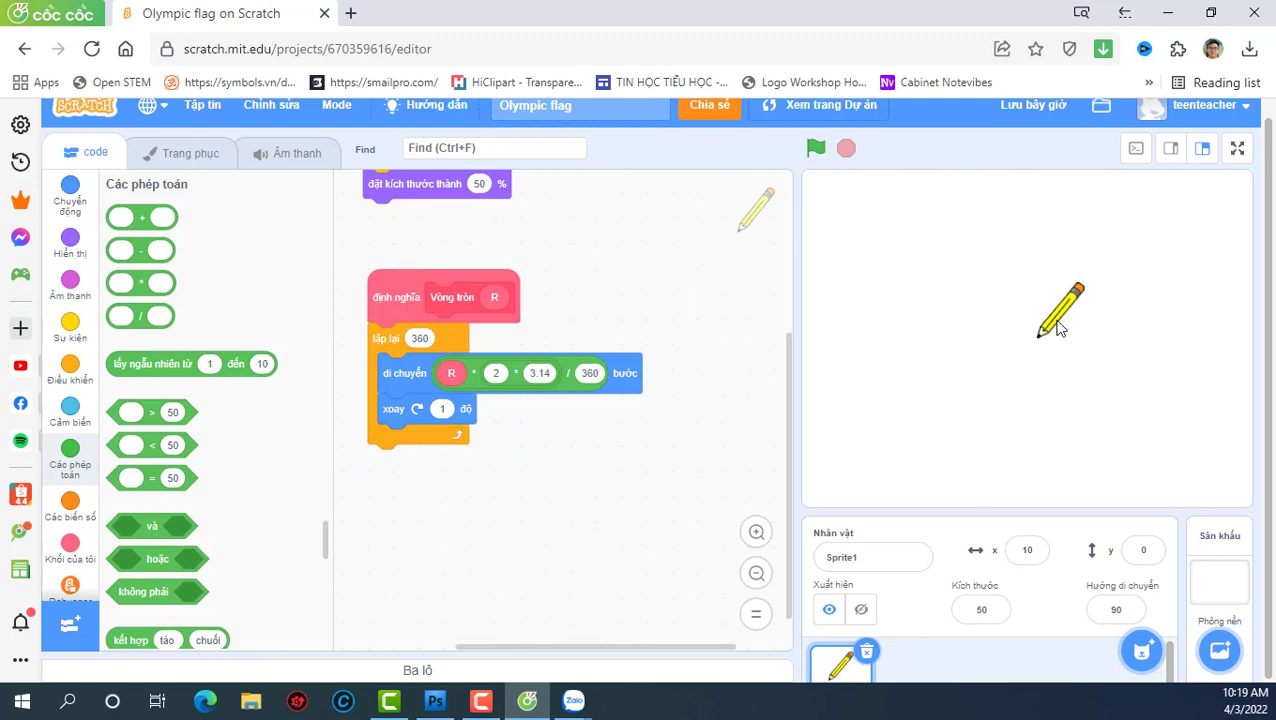 cốc cốc
Olympic flag on Scratch
scratch.mit.edu/projects/670359616/editor
Apps
Open STEM
https://symbols.vn/d...
https://smailpro.com/
HiClipart - Transpare...
TIN HỌC TIỂU HỌC -...
Logo Workshop Ho...
Nv
Cabinet Notevibes
»
Reading list
SCRATCH
Tập tin
Chỉnh sửa
Mode
Hướng dẫn
Olympic flag
Chia sẻ
Xem trang Dự án
Lưu bây giờ
teenteacher
code
Trang phục
Âm thanh
Find
Find (Ctrl+F)
Chuyển động
Hiển thị
Âm thanh
Sự kiện
Điều khiển
Cảm biến
Các phép toán
Các biến số
Khối của tôi
Các phép toán
+
-
*
/
lấy ngẫu nhiên từ 1 đến 10
> 50
< 50
= 50
và
hoặc
không phải
kết hợp táo chuối
đặt kích thước thành 50 %
định nghĩa Vòng tròn R
lặp lại 360
di chuyển R * 2 * 3.14 / 360 bước
xoay 1 độ
Ba lô
Nhân vật
Sprite1
x 10
y 0
Xuất hiện
Kích thước
50
Hướng di chuyển
90
Sân khấu
Phông nền
4.4
Ps
Zalo
10:19 AM
4/3/2022